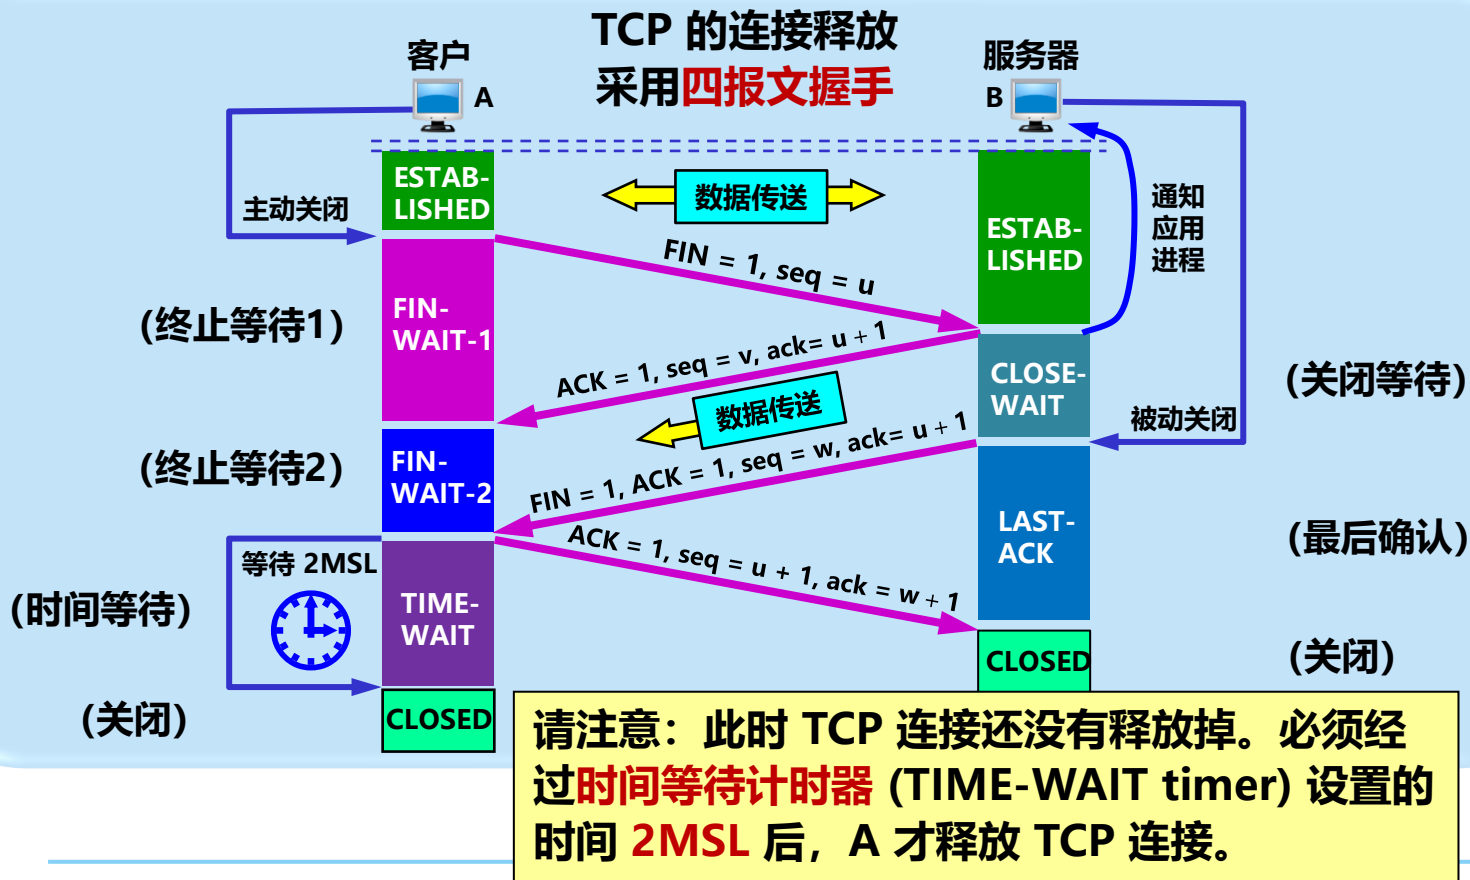 TCP 的连接释放
采用四报文握手
客户
A
服务器
B
ESTAB-
LISHED
数据传送
主动关闭
通知
应用
进程
ESTAB-
LISHED
FIN = 1, seq = u
(终止等待1)
FIN-
WAIT-1
ACK = 1, seq = v, ack= u + 1
CLOSE-
WAIT
(关闭等待)
数据传送
被动关闭
(终止等待2)
FIN-
WAIT-2
FIN = 1, ACK = 1, seq = w, ack= u + 1
LAST-
ACK
(最后确认)
等待 2MSL
ACK = 1, seq = u + 1, ack = w + 1
(时间等待)
TIME-
WAIT
CLOSED
(关闭)
(关闭)
CLOSED
请注意：此时 TCP 连接还没有释放掉。必须经
过时间等待计时器 (TIME-WAIT timer) 设置的
时间 2MSL 后，A 才释放 TCP 连接。